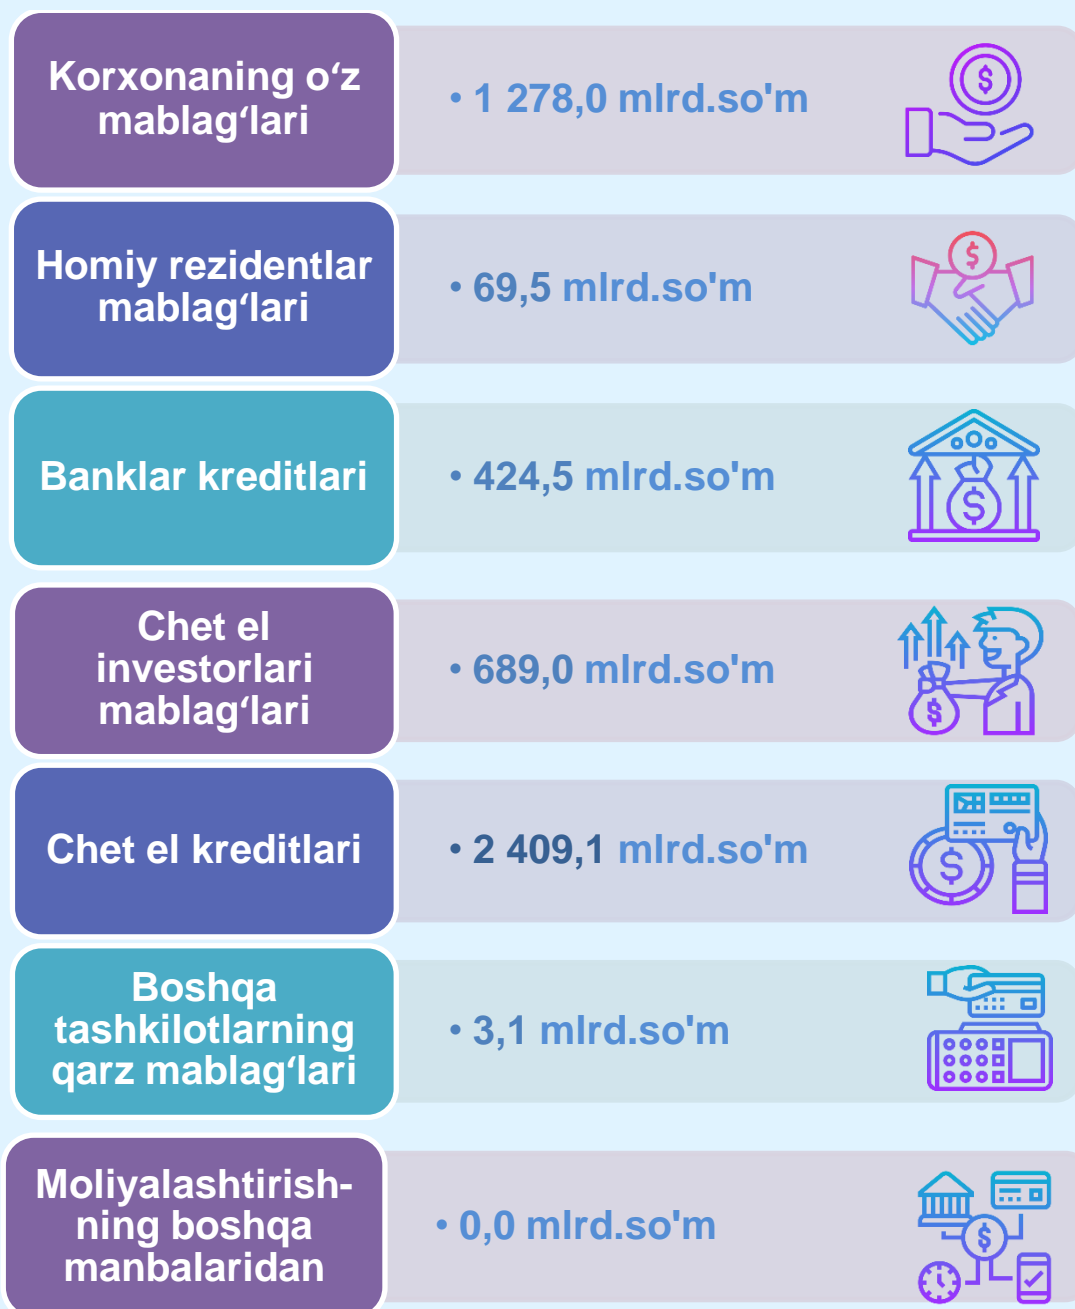 Korxonaning o‘z
mablag‘lari
• 1 278,0 mlrd.so'm
Homiy rezidentlar
mablag‘lari
• 69,5 mlrd.so'm
Banklar kreditlari
• 424,5 mlrd.so'm
Chet el
investorlari
mablag‘lari
• 689,0 mlrd.so'm
Chet el kreditlari
• 2 409,1 mlrd.so'm
Boshqa
tashkilotlarning
qarz mablag‘lari
• 3,1 mlrd.so'm
Moliyalashtirish-
ning boshqa
manbalaridan
• 0,0 mlrd.so'm